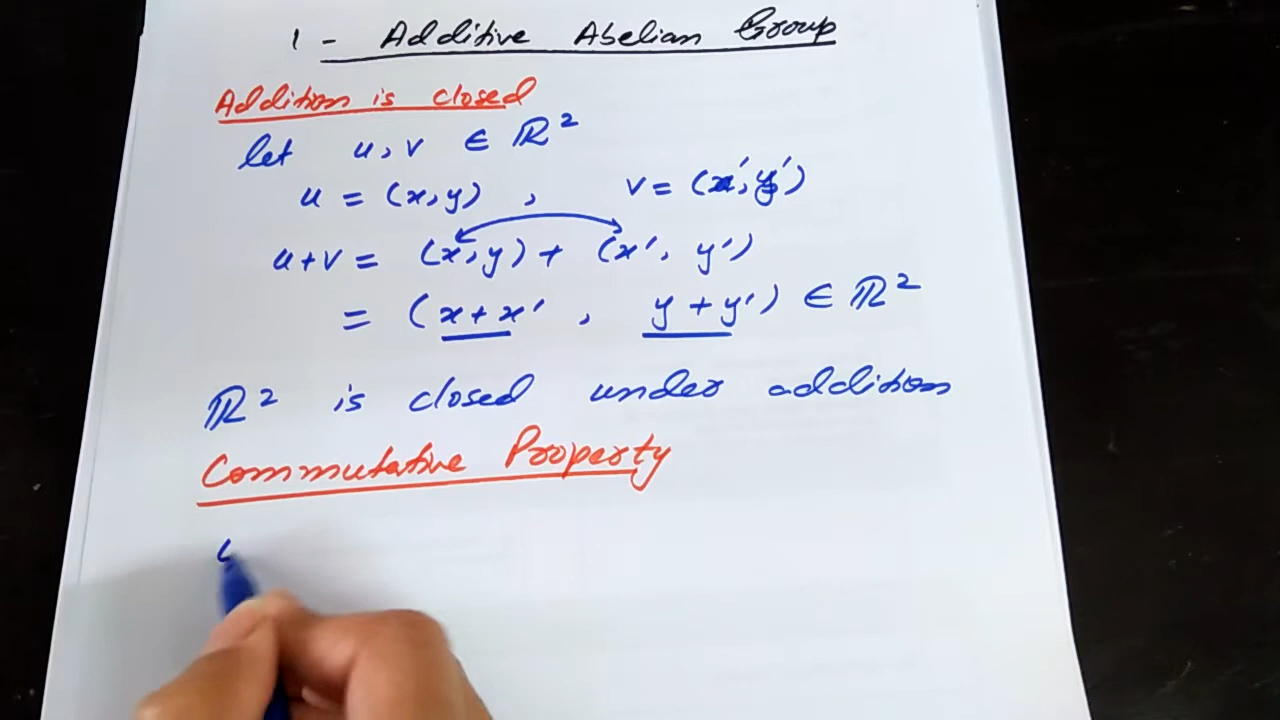 1 - Additive Abelian Group
Addition is closed
let u, v ∈ ℝ²
u = (x, y) , v = (x', y')
u+v = (x, y) + (x', y')
= (x + x' , y + y') ∈ ℝ²
ℝ² is closed under addition
Commutative Property